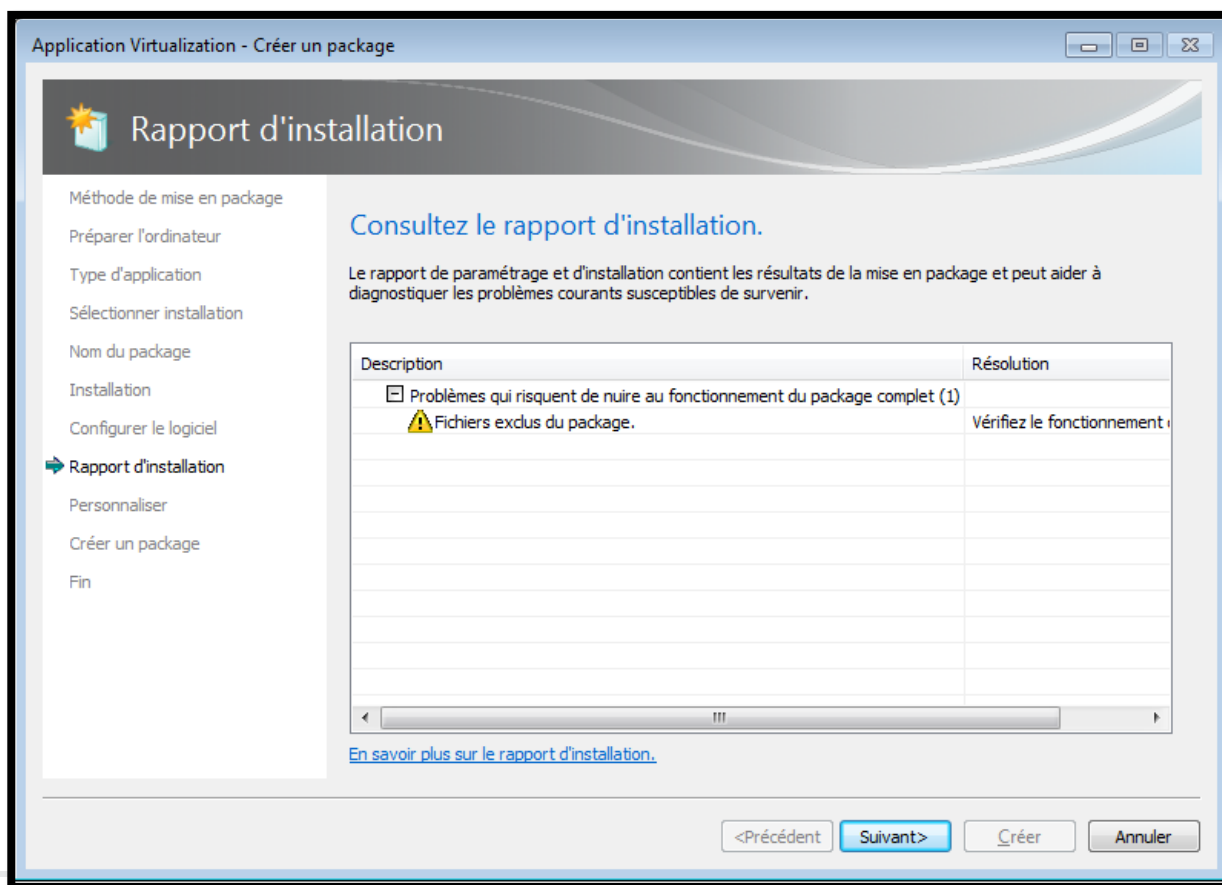 Application Virtualization - Créer un package
Rapport d'installation
Méthode de mise en package
Préparer l'ordinateur
Type d'application
Sélectionner installation
Nom du package
Installation
Configurer le logiciel
Rapport d'installation
Personnaliser
Créer un package
Fin
Consultez le rapport d'installation.
Le rapport de paramétrage et d'installation contient les résultats de la mise en package et peut aider à
diagnostiquer les problèmes courants susceptibles de survenir.
Description Résolution
Problèmes qui risquent de nuire au fonctionnement du package complet (1)
Fichiers exclus du package. Vérifiez le fonctionnement
En savoir plus sur le rapport d'installation.
<Précédent Suivant> Créer Annuler